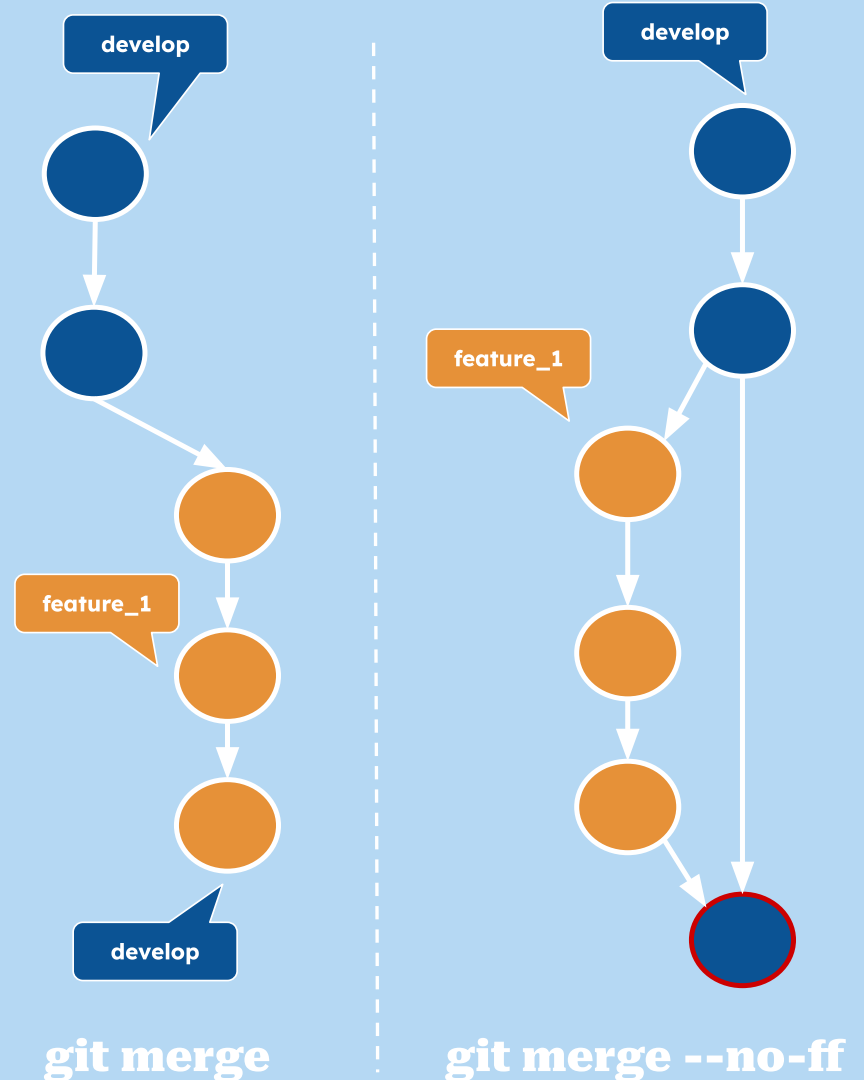 develop
feature_1
develop
git merge
develop
feature_1
git merge --no-ff